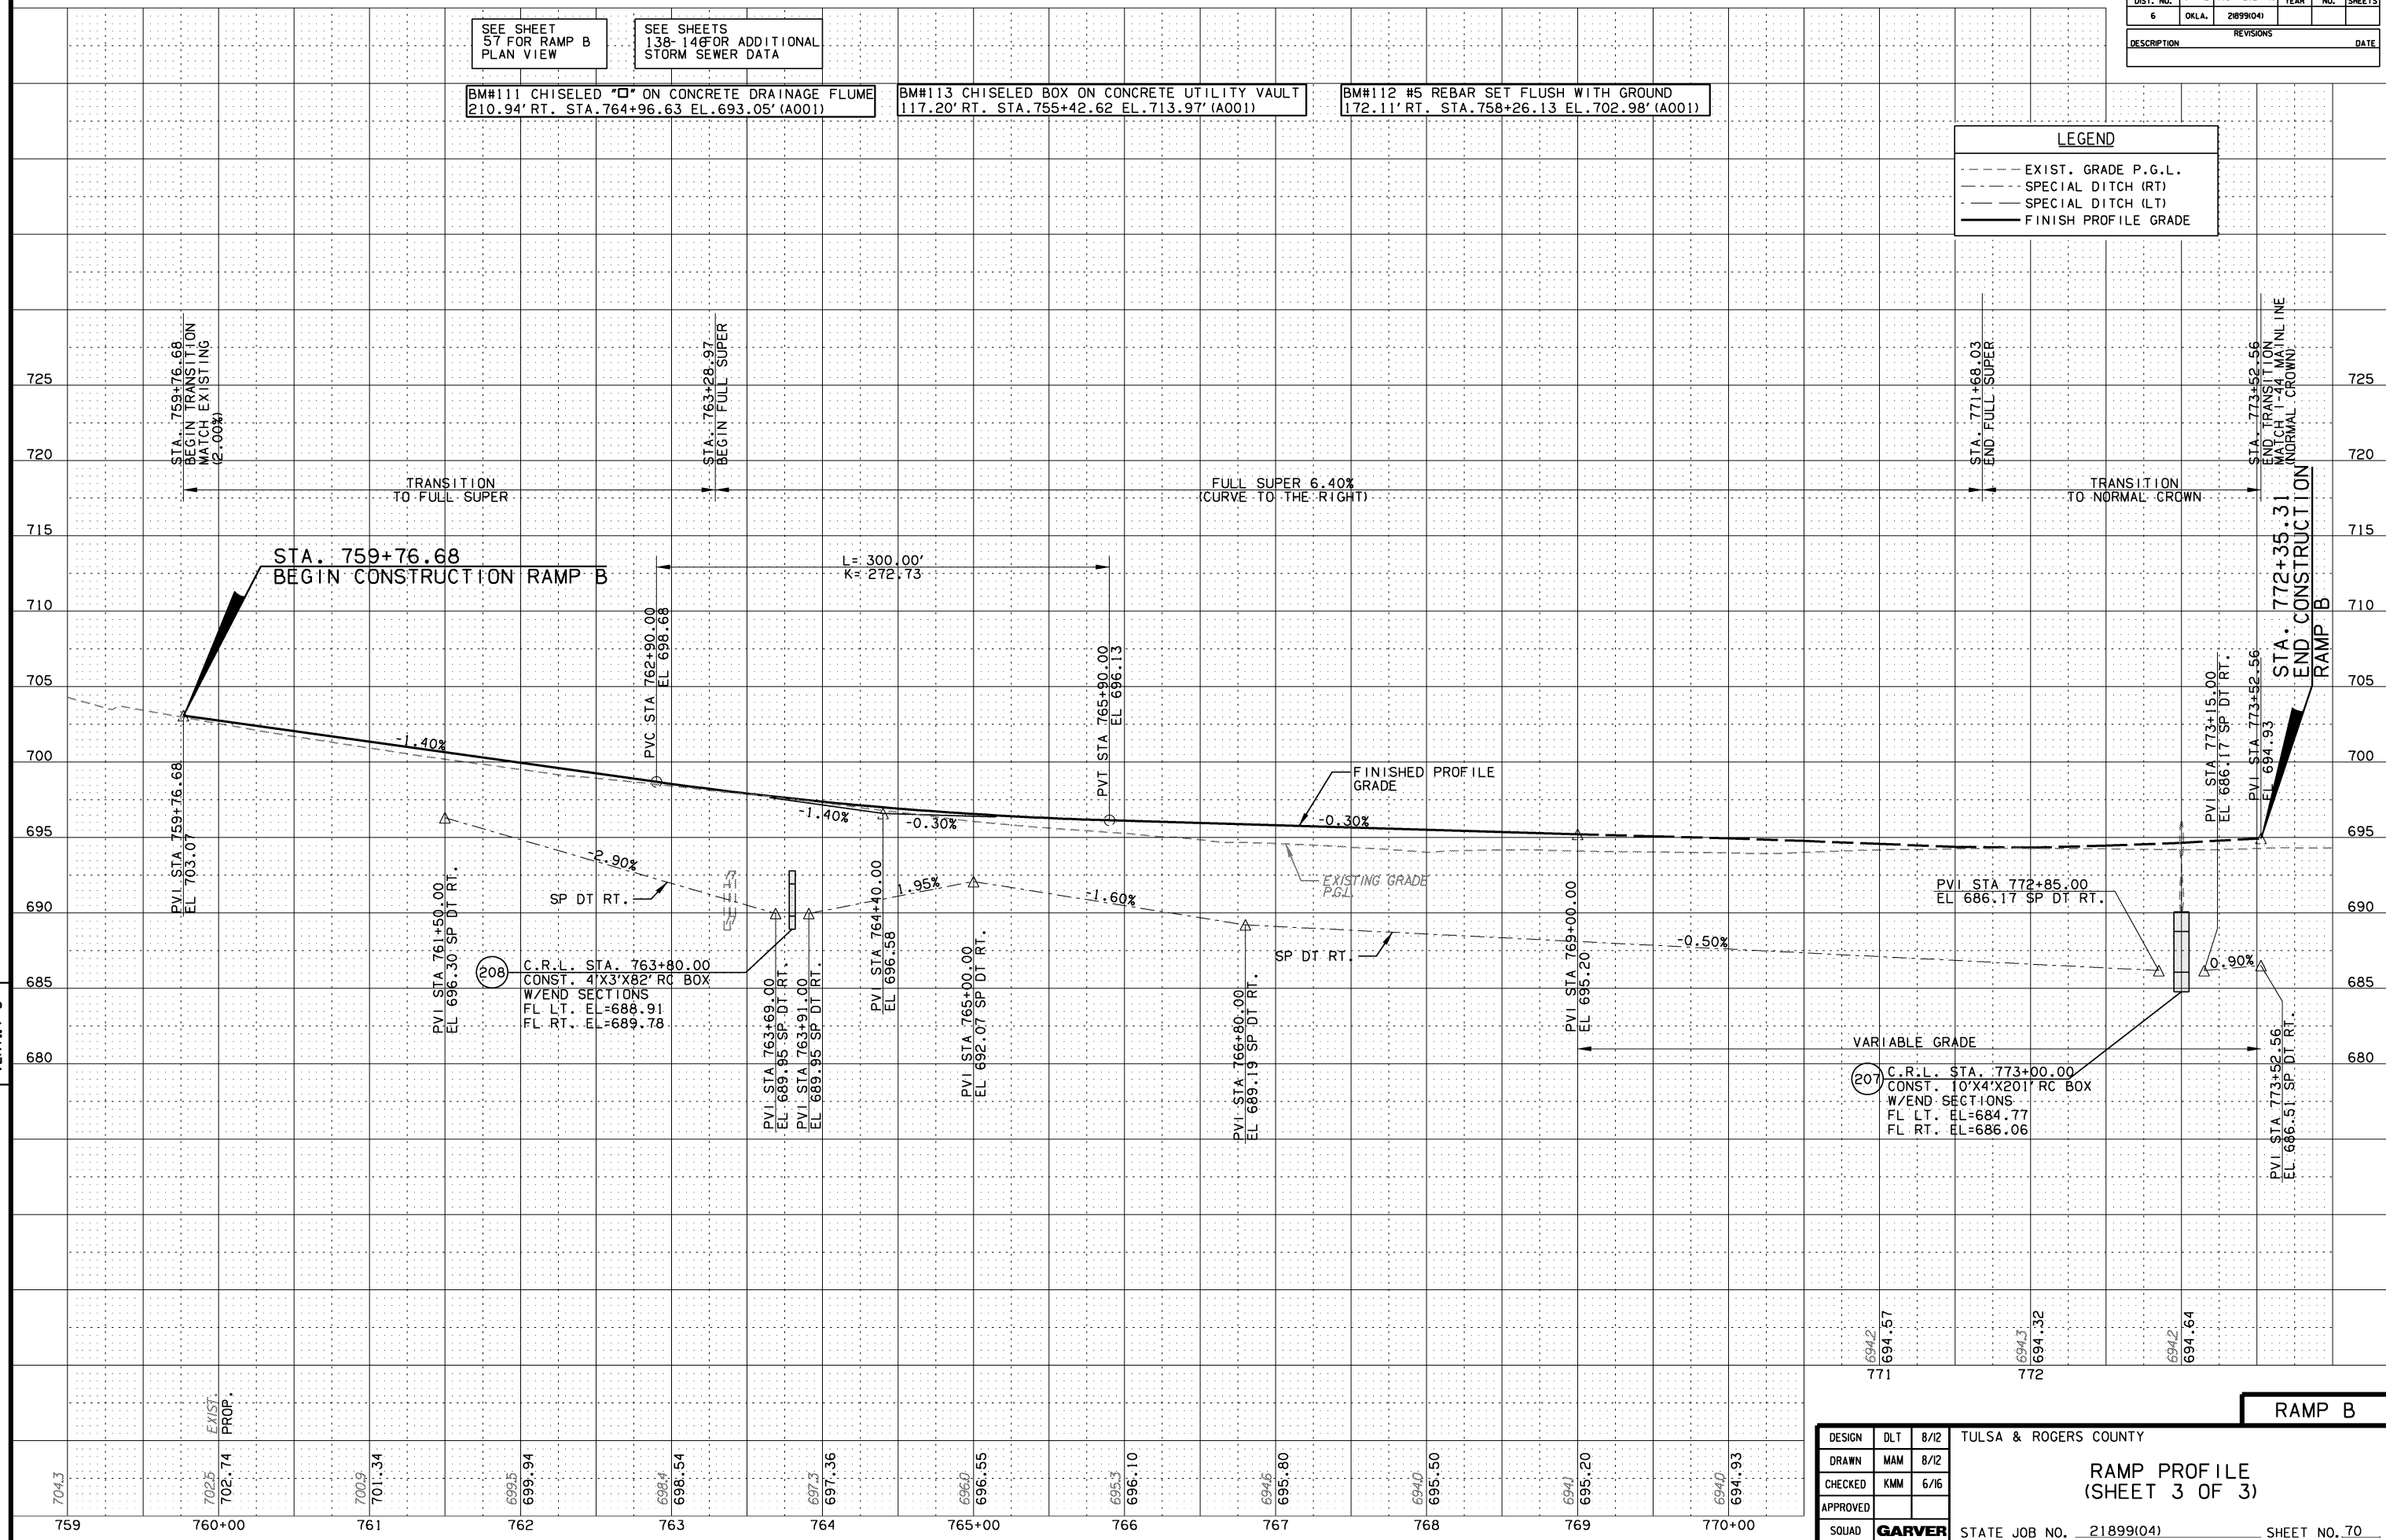 DIST. NO.
YEAR
NO.
SHEETS
6 OKLA. 21899(04)
REVISIONS
DESCRIPTION DATE
SEE SHEET
57 FOR RAMP B
PLAN VIEW
SEE SHEETS
138-146 FOR ADDITIONAL
STORM SEWER DATA
BM#111 CHISELED "□" ON CONCRETE DRAINAGE FLUME
210.94' RT. STA.764+96.63 EL.693.05' (A001)
BM#113 CHISELED BOX ON CONCRETE UTILITY VAULT
117.20' RT. STA.755+42.62 EL.713.97' (A001)
BM#112 #5 REBAR SET FLUSH WITH GROUND
172.11' RT. STA.758+26.13 EL.702.98' (A001)
LEGEND
EXIST. GRADE P.G.L.
SPECIAL DITCH (RT)
SPECIAL DITCH (LT)
FINISH PROFILE GRADE
STA. 759+76.68
BEGIN TRANSITION
MATCH EXISTING
(2.00%)
STA. 763+28.97
BEGIN FULL SUPER
STA. 771+68.03
END FULL SUPER
STA. 773+52.56
END TRANSITION
MATCH I-44 MAINLINE
(NORMAL CROWN)
725 725
720 720
TRANSITION
TO FULL SUPER
FULL SUPER 6.40%
(CURVE TO THE RIGHT)
TRANSITION
TO NORMAL CROWN
715 715
STA. 759+76.68
BEGIN CONSTRUCTION RAMP B
L= 300.00'
K= 272.73
STA. 772+35.31
END CONSTRUCTION
RAMP B
710 710
PVC STA 762+90.00
EL 698.68
PVT STA 765+90.00
EL 696.13
705 705
PVI STA 773+15.00
EL 686.17 SP DT RT.
PVI STA 773+52.56
EL 694.93
-1.40%
700 700
PVI STA 759+76.68
EL 703.07
FINISHED PROFILE
GRADE
-1.40%
-0.30%
-0.30%
695 695
-2.90%
SP DT RT.
1.95%
-1.60%
EXISTING GRADE
P.G.L.
PVI STA 772+85.00
EL 686.17 SP DT RT.
690 690
PVI STA 761+50.00
EL 696.30 SP DT RT.
208
C.R.L. STA. 763+80.00
CONST. 4'X3'X82' RC BOX
W/END SECTIONS
FL LT. EL=688.91
FL RT. EL=689.78
PVI STA 763+69.00
EL 689.95 SP DT RT.
PVI STA 763+91.00
EL 689.95 SP DT RT.
PVI STA 764+40.00
EL 696.58
PVI STA 765+00.00
EL 692.07 SP DT RT.
PVI STA 766+80.00
EL 689.19 SP DT RT.
SP DT RT.
PVI STA 769+00.00
EL 695.20
-0.50%
0.90%
685 685
680 680
VARIABLE GRADE
207
C.R.L. STA. 773+00.00
CONST. 10'X4'X201' RC BOX
W/END SECTIONS
FL LT. EL=684.77
FL RT. EL=686.06
PVI STA 773+52.56
EL 686.51 SP DT RT.
694.2 694.57
694.3 694.32
694.2 694.64
771 772
EXIST.
PROP.
704.3
702.5 702.74
700.9 701.34
699.5 699.94
698.4 698.54
697.3 697.36
696.0 696.55
695.3 696.10
694.6 695.80
694.0 695.50
694.1 695.20
694.0 694.93
759 760+00 761 762 763 764 765+00 766 767 768 769 770+00
RAMP B
DESIGN DLT 8/12
DRAWN MAM 8/12
CHECKED KMM 6/16
APPROVED
SQUAD GARVER
TULSA & ROGERS COUNTY
RAMP PROFILE
(SHEET 3 OF 3)
STATE JOB NO. 21899(04) SHEET NO. 70